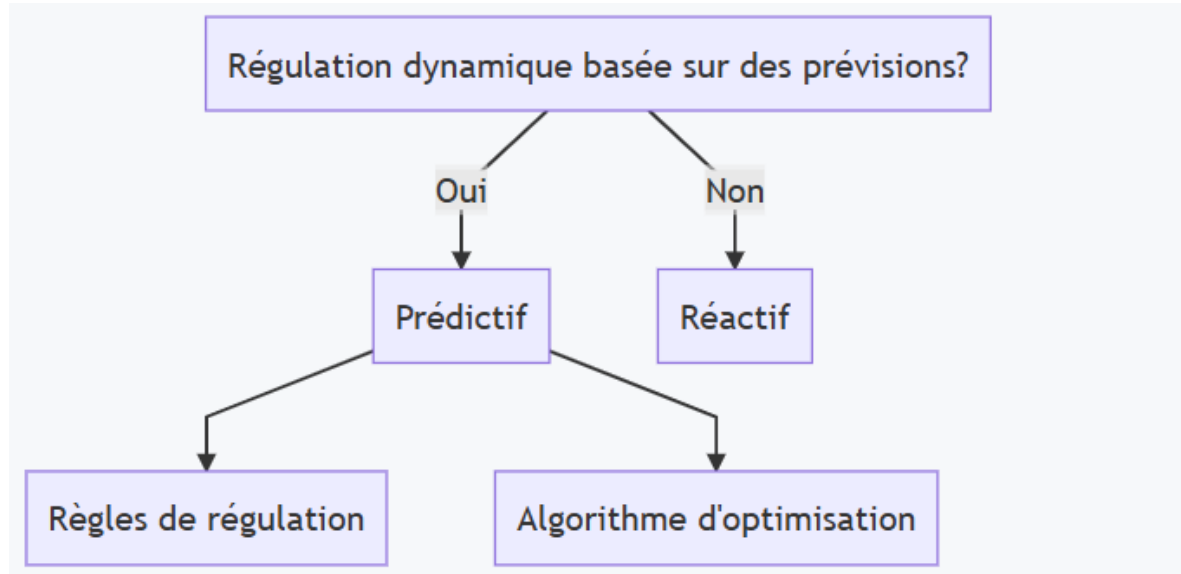 Régulation dynamique basée sur des prévisions?
Oui
Non
Prédictif
Réactif
Règles de régulation
Algorithme d'optimisation